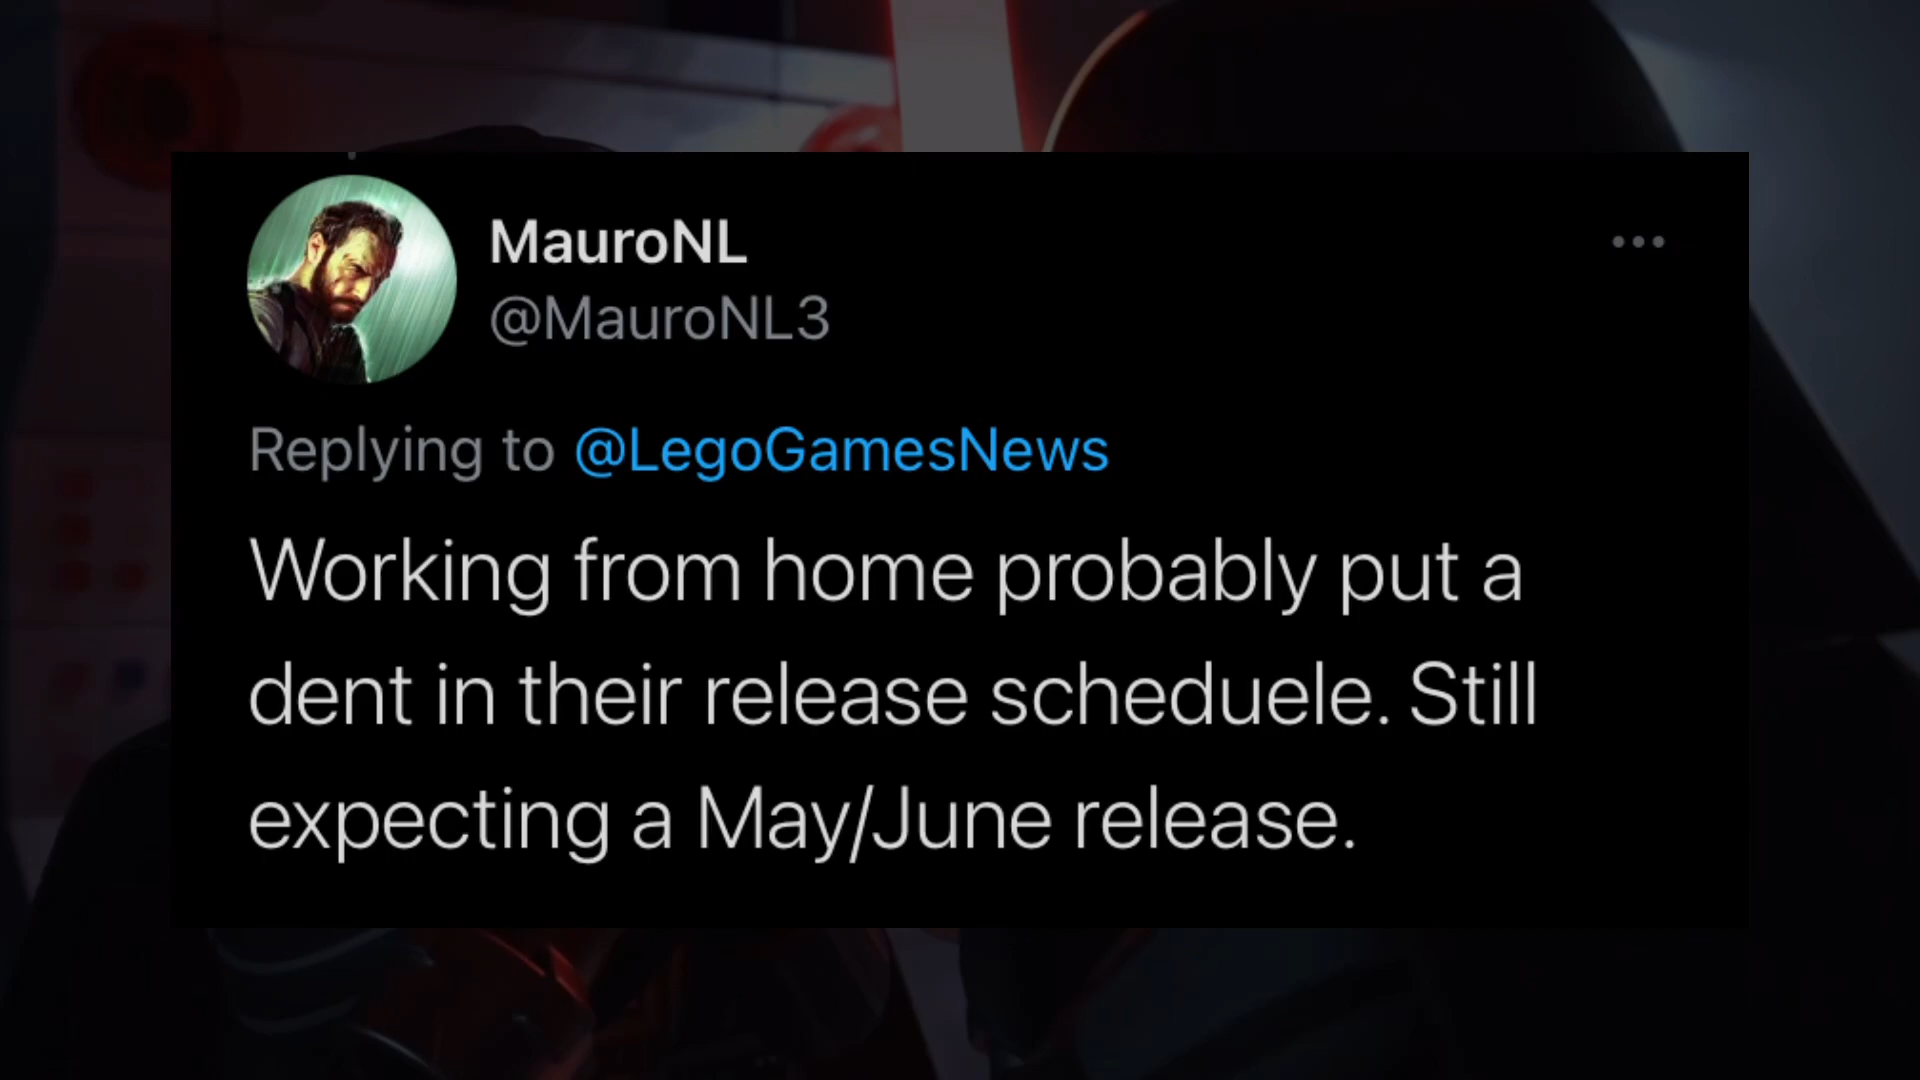 MauroNL
@MauroNL3
Replying to @LegoGamesNews
Working from home probably put a
dent in their release scheduele. Still
expecting a May/June release.